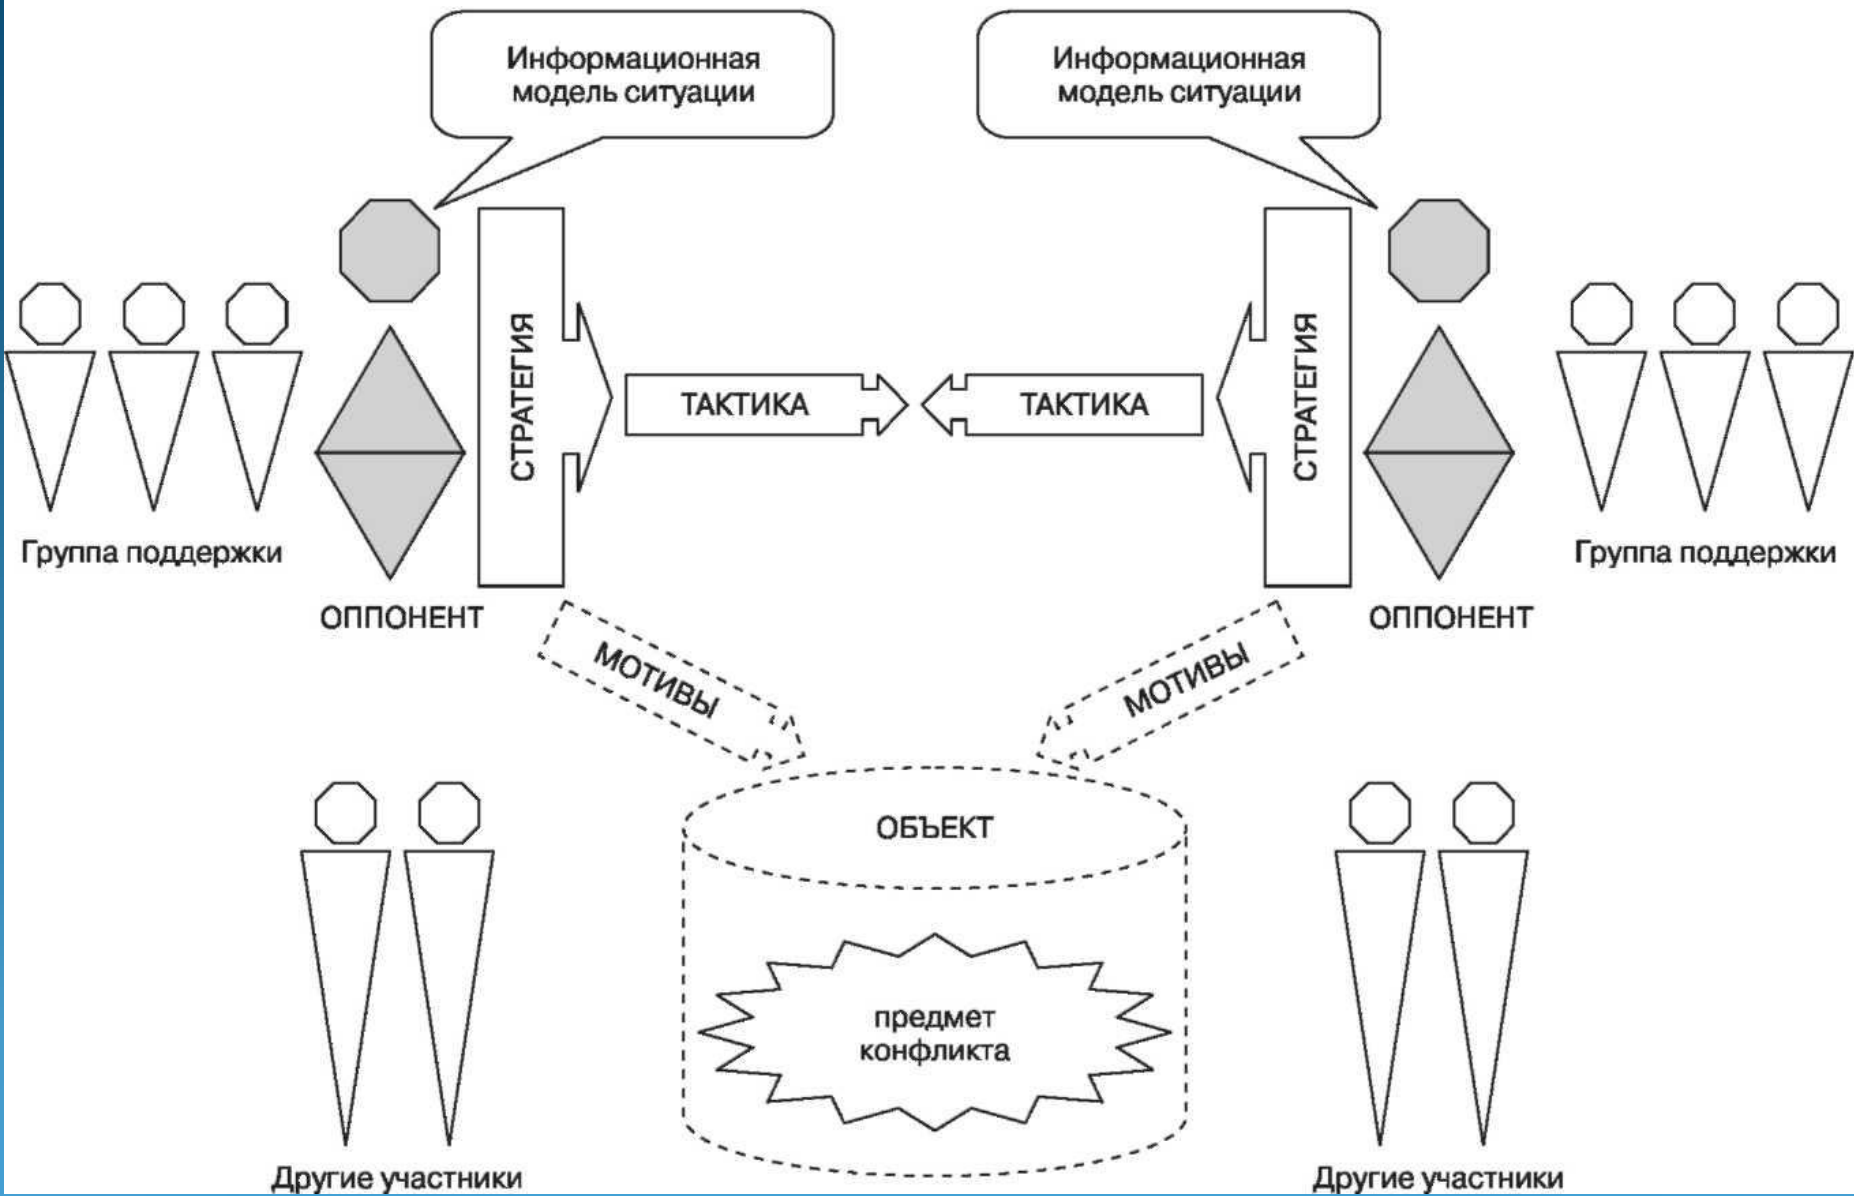 Информационная
модель ситуации
Информационная
модель ситуации
СТРАТЕГИЯ
ТАКТИКА
ТАКТИКА
СТРАТЕГИЯ
Группа поддержки
Группа поддержки
ОППОНЕНТ
ОППОНЕНТ
МОТИВЫ
МОТИВЫ
ОБЪЕКТ
предмет
конфликта
Другие участники
Другие участники